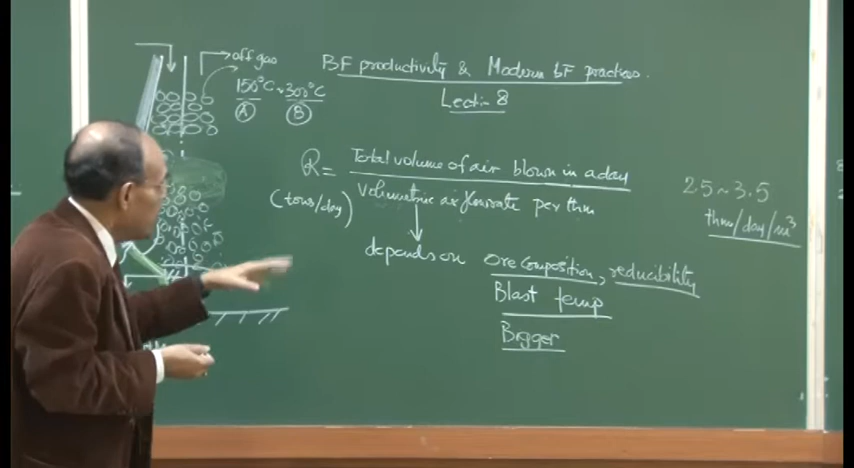 off gas
BF productivity & Modern BF practices.
150°C ~ 300°C
Lectin 8
A B
R = Total volume of air blown in a day
(tons/day) Volumetric air flowrate per thm
2.5 ~ 3.5
thm/day/m³
depends on ore composition, reducibility
Blast temp
Bigger